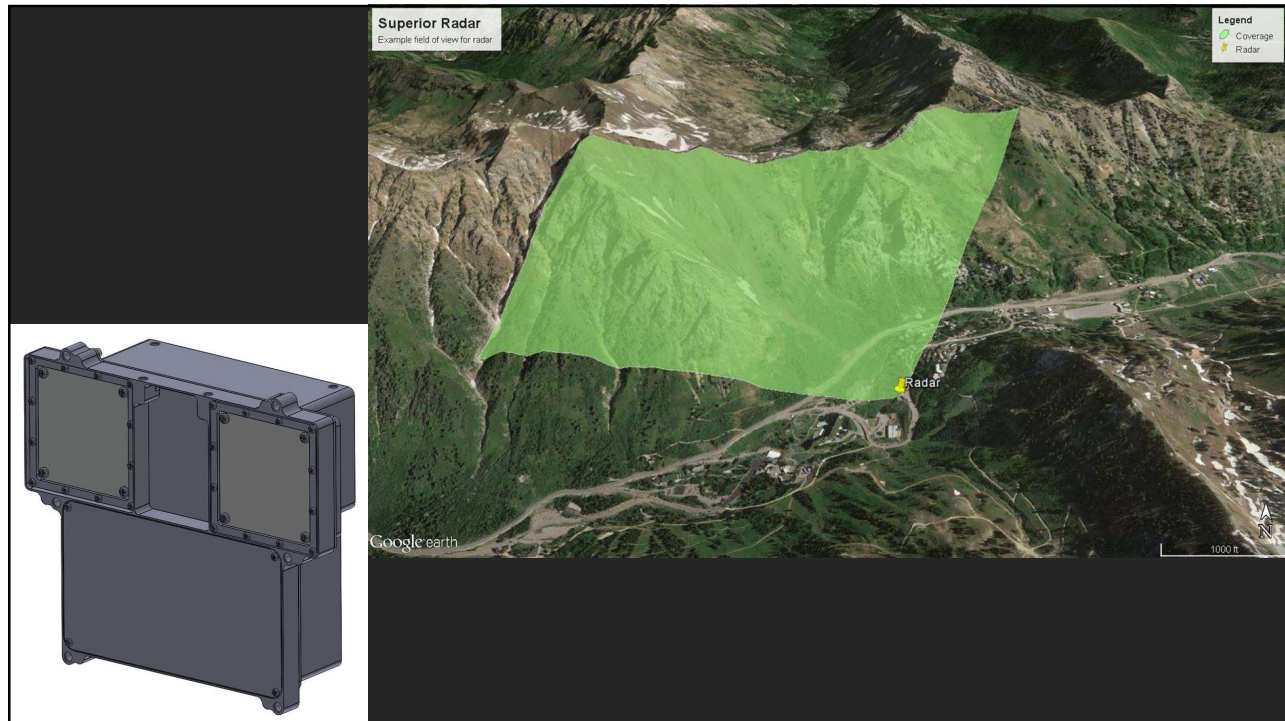 Superior Radar
Example field of view for radar
Legend
Coverage
Radar
Radar
Google earth
N
1000 ft